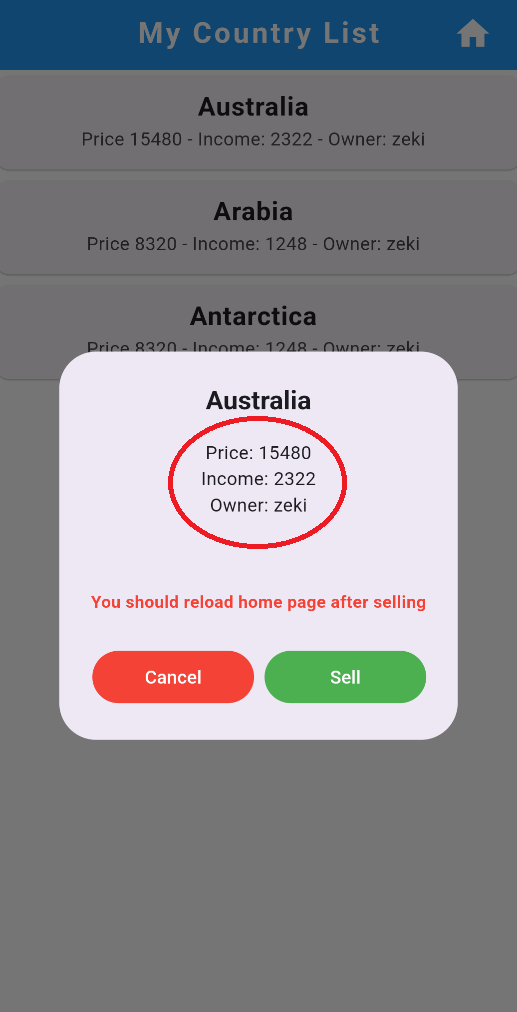 My Country List
Australia
Price 15480 - Income: 2322 - Owner: zeki
Arabia
Price 8320 - Income: 1248 - Owner: zeki
Antarctica
Price 8320 - Income: 1248 - Owner: zeki
Australia
Price: 15480
Income: 2322
Owner: zeki
You should reload home page after selling
Cancel
Sell